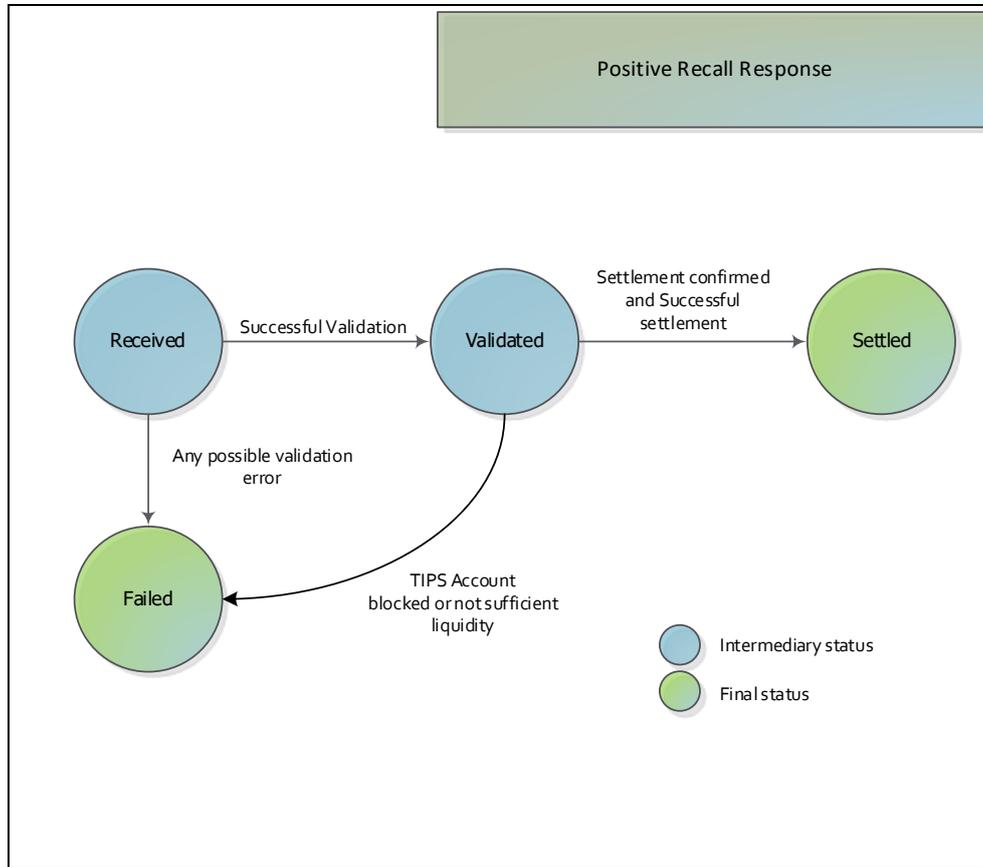 Positive Recall Response
Settlement confirmed
and Successful
settlement
Successful Validation
Received
Validated
Settled
Any possible validation
error
TIPS Account
blocked or not sufficient
liquidity
Failed
Intermediary status
Final status